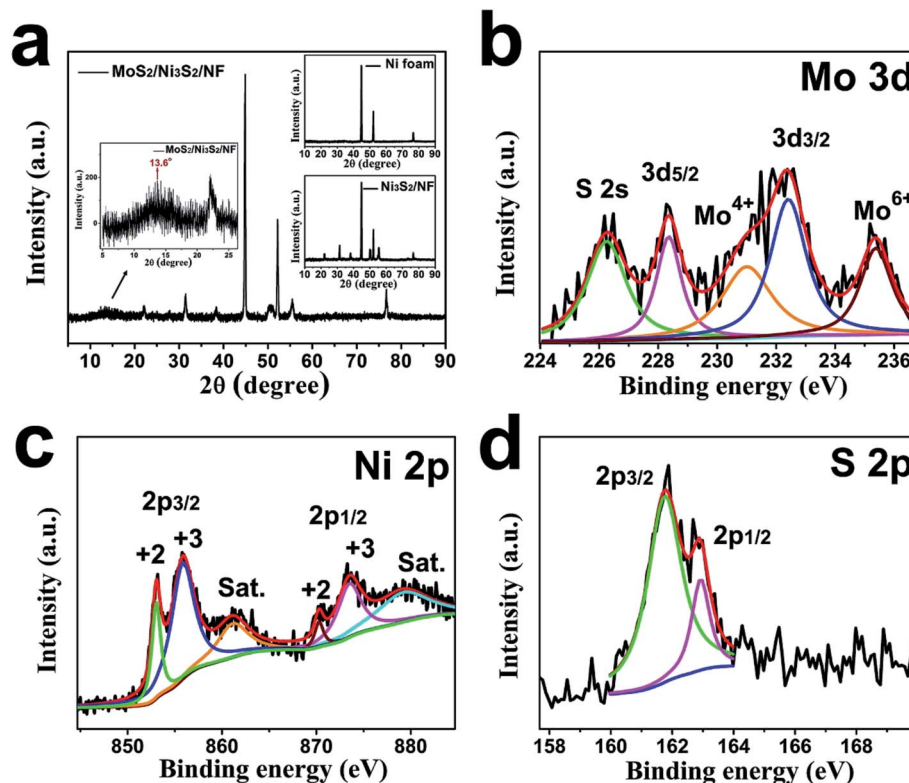 a
MoS₂/Ni₃S₂/NF
Intensity (a.u.)
2θ (degree)
5 10 20 30 40 50 60 70 80 90
MoS₂/Ni₃S₂/NF
13.6°
Intensity (a.u.)
200
0
5 10 15 20 25
2θ (degree)
Ni foam
Intensity (a.u.)
10 20 30 40 50 60 70 80 90
2θ (degree)
Ni₃S₂/NF
Intensity (a.u.)
10 20 30 40 50 60 70 80 90
2θ (degree)
b
Mo 3d
S 2s
3d5/2
Mo⁴⁺
3d3/2
Mo⁶⁺
Intensity (a.u.)
224 226 228 230 232 234 236
Binding energy (eV)
c
Ni 2p
2p3/2
+2
+3
Sat.
2p1/2
+2
+3
Sat.
Intensity (a.u.)
850 860 870 880
Binding energy (eV)
d
S 2p
2p3/2
2p1/2
Intensity (a.u.)
158 160 162 164 166 168
Binding energy (eV)